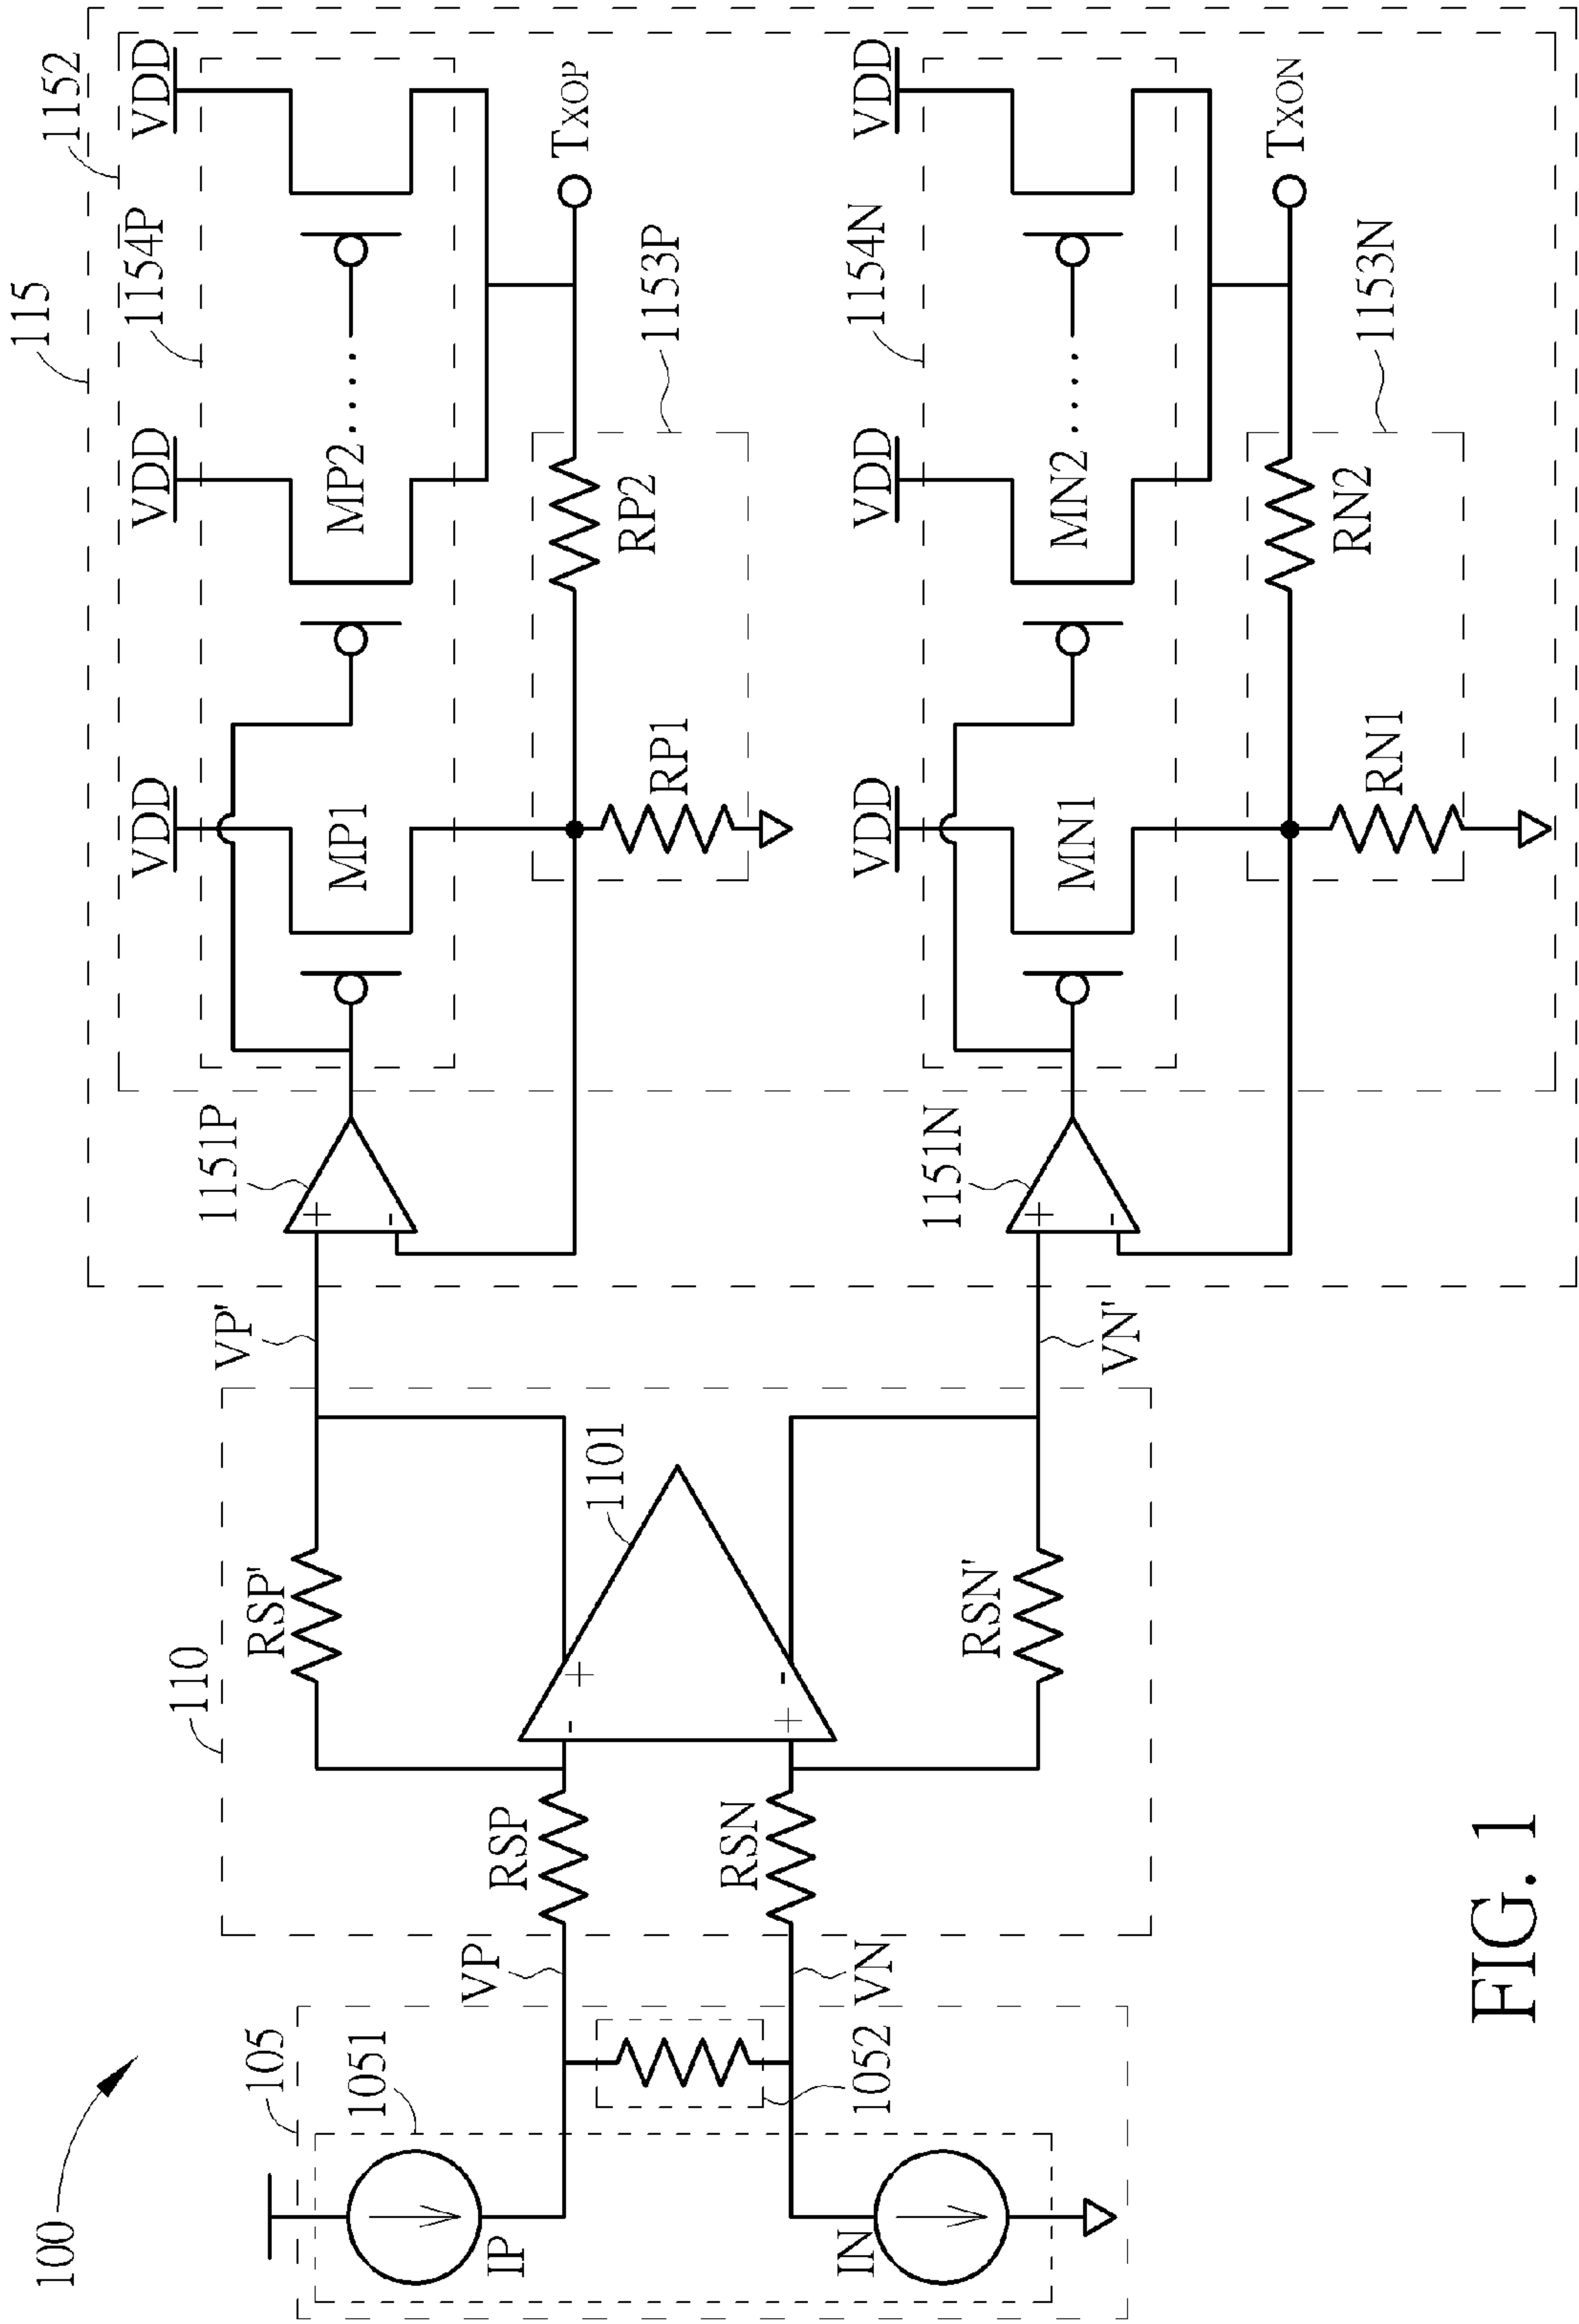 100
105
1051
IP
IN
1052
VP
VN
110
RSP
RSN
RSP'
RSN'
-
+
+
-
1101
VP'
VN'
115
1152
1151P
+
-
1154P
VDD
VDD
VDD
MP1
MP2
.....
RP1
RP2
1153P
TXOP
1151N
+
-
1154N
VDD
VDD
VDD
MN1
MN2
.....
RN1
RN2
1153N
TXON
FIG. 1